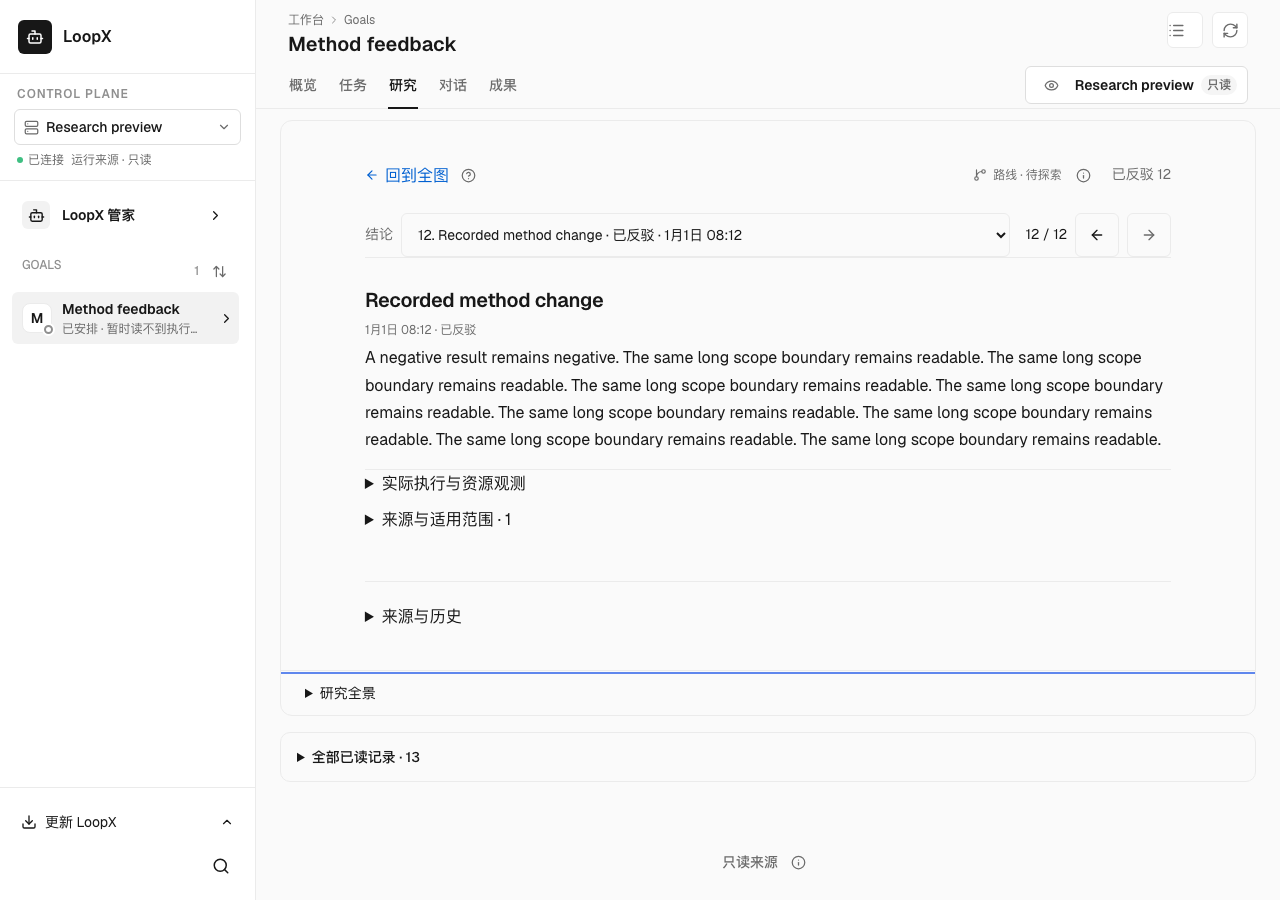 LoopX
CONTROL PLANE
Research preview
已连接 运行来源 · 只读
LoopX 管家
GOALS
1
M
Method feedback
已安排 · 暂时读不到执行…
更新 LoopX
工作台 > Goals
Method feedback
概览 任务 研究 对话 成果
Research preview 只读
← 回到全图
路线 · 待探索
已反驳 12
结论
12. Recorded method change · 已反驳 · 1月1日 08:12
12 / 12
Recorded method change
1月1日 08:12 · 已反驳
A negative result remains negative. The same long scope boundary remains readable. The same long scope
boundary remains readable. The same long scope boundary remains readable. The same long scope boundary
remains readable. The same long scope boundary remains readable. The same long scope boundary remains
readable. The same long scope boundary remains readable. The same long scope boundary remains readable.
实际执行与资源观测
来源与适用范围 · 1
来源与历史
研究全景
全部已读记录 · 13
只读来源